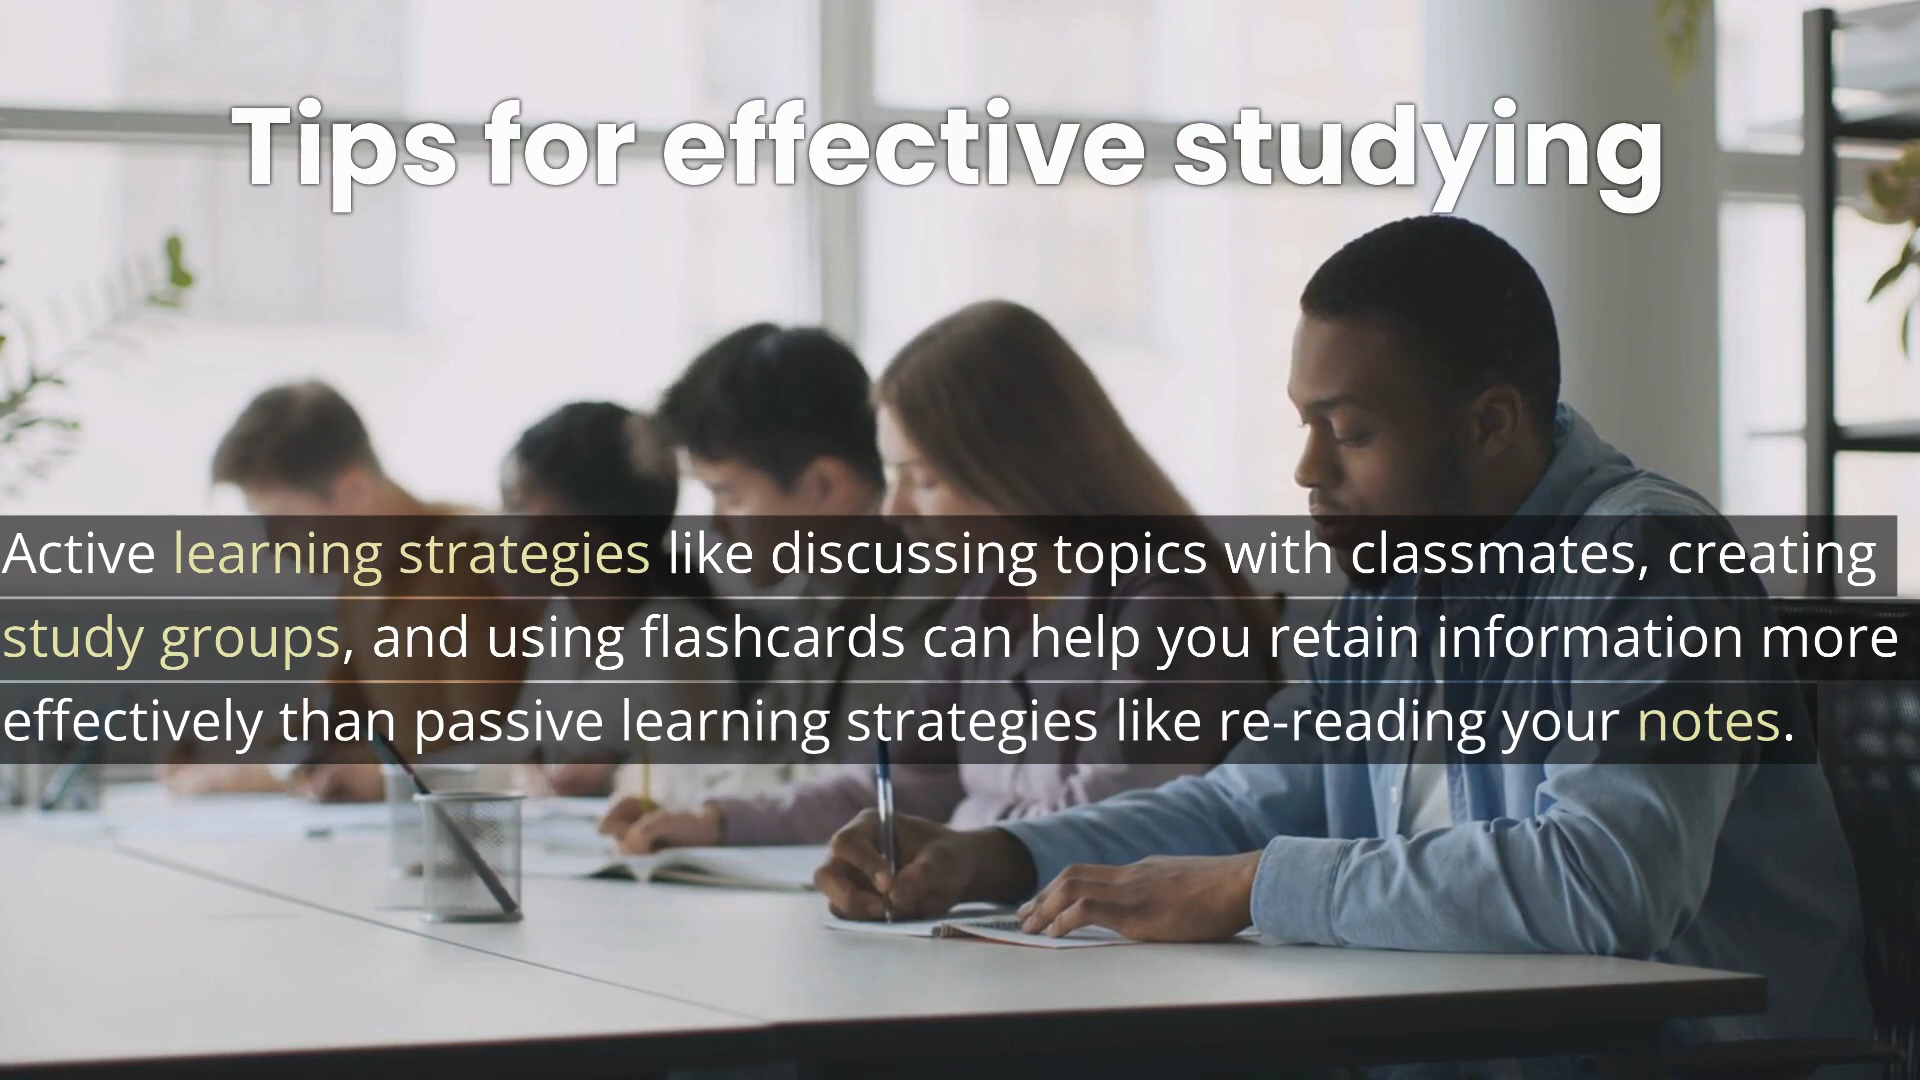 Tips for effective studying
Active learning strategies like discussing topics with classmates, creating
study groups, and using flashcards can help you retain information more
effectively than passive learning strategies like re-reading your notes.